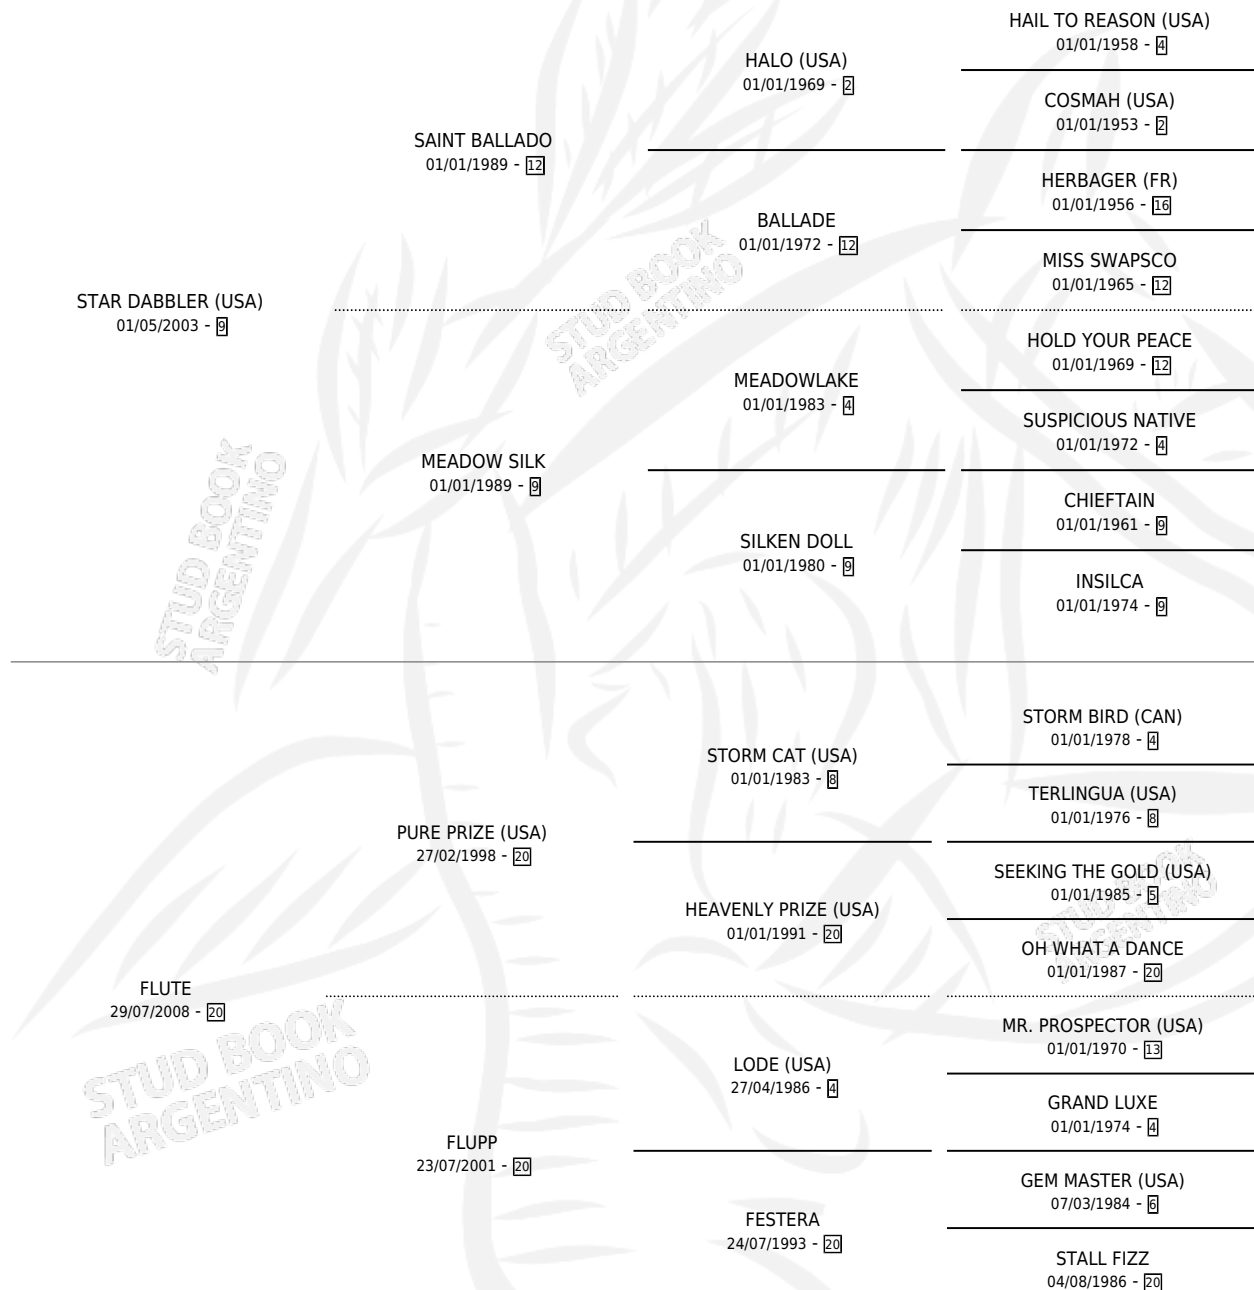 HAIL TO REASON (USA)
01/01/1958 - 4
HALO (USA)
01/01/1969 - 2
COSMAH (USA)
01/01/1953 - 2
SAINT BALLADO
01/01/1989 - 12
HERBAGER (FR)
01/01/1956 - 16
BALLADE
01/01/1972 - 12
MISS SWAPSCO
01/01/1965 - 12
STAR DABBLER (USA)
01/05/2003 - 9
HOLD YOUR PEACE
01/01/1969 - 12
MEADOWLAKE
01/01/1983 - 4
SUSPICIOUS NATIVE
01/01/1972 - 4
MEADOW SILK
01/01/1989 - 9
CHIEFTAIN
01/01/1961 - 9
SILKEN DOLL
01/01/1980 - 9
INSILCA
01/01/1974 - 9
STORM BIRD (CAN)
01/01/1978 - 4
STORM CAT (USA)
01/01/1983 - 8
TERLINGUA (USA)
01/01/1976 - 8
PURE PRIZE (USA)
27/02/1998 - 20
SEEKING THE GOLD (USA)
01/01/1985 - 5
HEAVENLY PRIZE (USA)
01/01/1991 - 20
OH WHAT A DANCE
01/01/1987 - 20
FLUTE
29/07/2008 - 20
MR. PROSPECTOR (USA)
01/01/1970 - 13
LODE (USA)
27/04/1986 - 4
GRAND LUXE
01/01/1974 - 4
FLUPP
23/07/2001 - 20
GEM MASTER (USA)
07/03/1984 - 6
FESTERA
24/07/1993 - 20
STALL FIZZ
04/08/1986 - 20
STUD BOOK
ARGENTINO
STUD BOOK
ARGENTINO
STUD BOOK
ARGENTINO
STUD BOOK
ARGENTINO